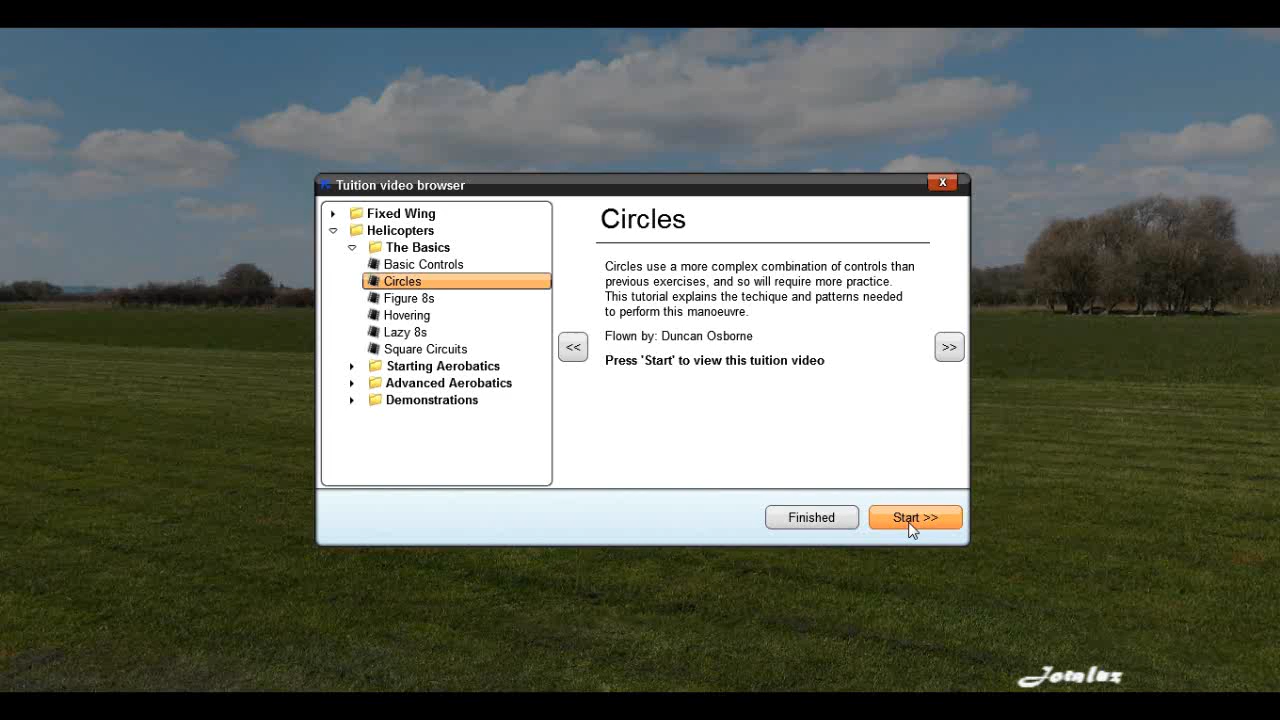 Tuition video browser
X
Fixed Wing
Helicopters
The Basics
Basic Controls
Circles
Figure 8s
Hovering
Lazy 8s
Square Circuits
Starting Aerobatics
Advanced Aerobatics
Demonstrations
<<
Circles
Circles use a more complex combination of controls than
previous exercises, and so will require more practice.
This tutorial explains the techique and patterns needed
to perform this manoeuvre.
Flown by: Duncan Osborne
Press 'Start' to view this tuition video
>>
Finished
Start >>